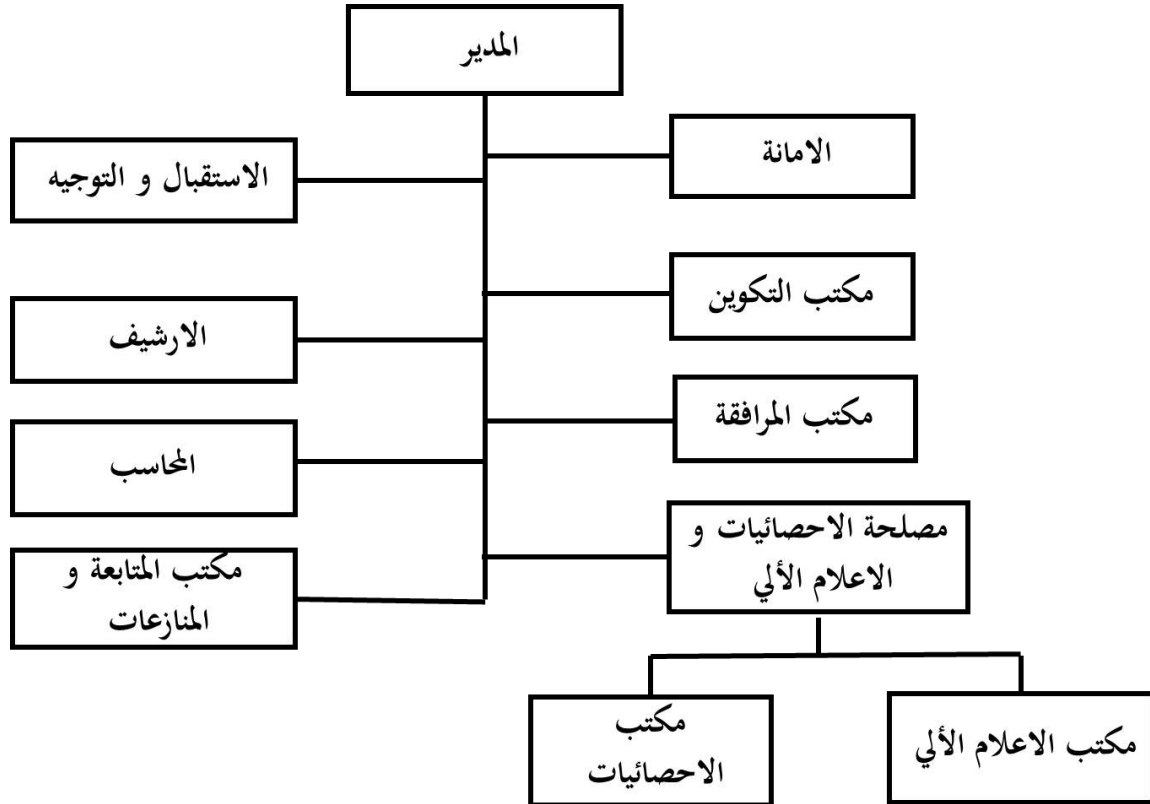 المدير
الامانة
الاستقبال و التوجيه
مكتب التكوين
الارشيف
مكتب المرافقة
المحاسب
مصلحة الاحصائيات و
الاعلام الألي
مكتب المتابعة و
المنازعات
مكتب الاعلام الألي
مكتب
الاحصائيات